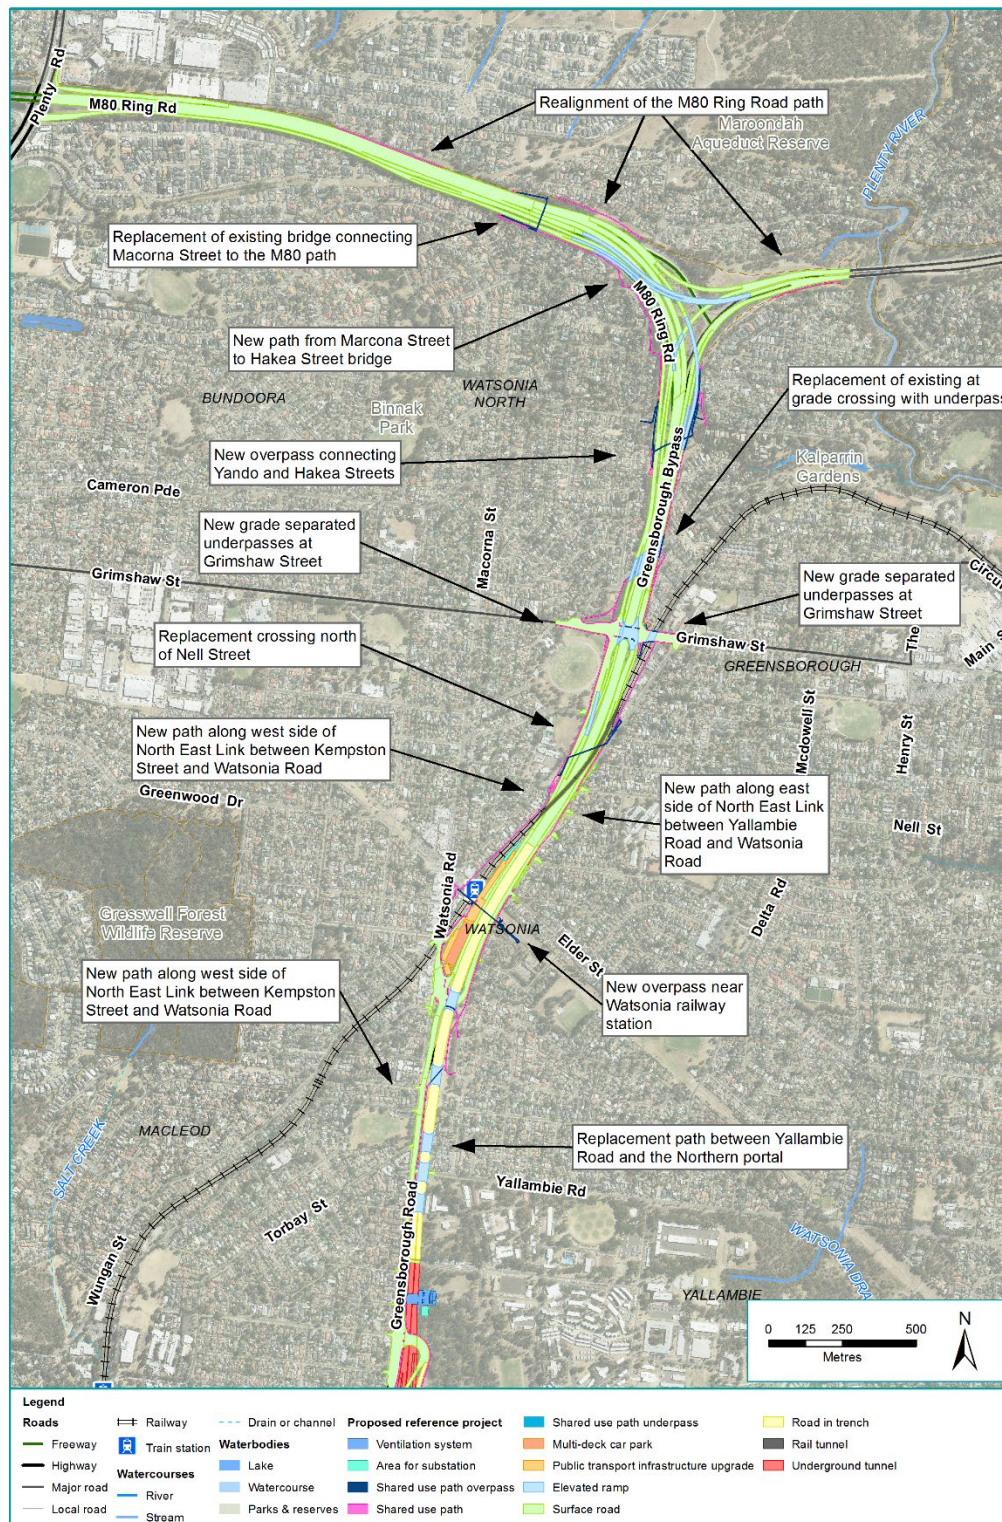 Plenty Rd
M80 Ring Rd
Realignment of the M80 Ring Road path
Maroondah
Aqueduct Reserve
PLENTY RIVER
Replacement of existing bridge connecting
Macorna Street to the M80 path
M80 Ring Rd
New path from Marcona Street
to Hakea Street bridge
BUNDOORA
WATSONIA
NORTH
Binnak
Park
Replacement of existing at
grade crossing with underpass
New overpass connecting
Yando and Hakea Streets
Greensborough Bypass
Kalparrin
Gardens
Cameron Pde
Macorna St
New grade separated
underpasses at
Grimshaw Street
Grimshaw St
New grade separated
underpasses at
Grimshaw Street
Circu
Grimshaw St
The
Main S
GREENSBOROUGH
Replacement crossing north
of Nell Street
Mcdowell St
Henry St
New path along west side of
North East Link between Kempston
Street and Watsonia Road
Greenwood Dr
New path along east
side of North East Link
between Yallambie
Road and Watsonia
Road
Nell St
Watsonia Rd
Delta Rd
Gresswell Forest
Wildlife Reserve
WATSONIA
Elder St
New path along west side of
North East Link between Kempston
Street and Watsonia Road
New overpass near
Watsonia railway
station
MACLEOD
SALT CREEK
Replacement path between Yallambie
Road and the Northern portal
Yallambie Rd
Torbay St
Wungan St
Greensborough Road
WATSONIA DRA
YALLAMBIE
0 125 250 500
Metres
N
Legend
Roads
Freeway
Highway
Major road
Local road
Railway
Train station
Watercourses
River
Stream
Drain or channel
Waterbodies
Lake
Watercourse
Parks & reserves
Proposed reference project
Ventilation system
Area for substation
Shared use path overpass
Shared use path
Shared use path underpass
Multi-deck car park
Public transport infrastructure upgrade
Elevated ramp
Surface road
Road in trench
Rail tunnel
Underground tunnel